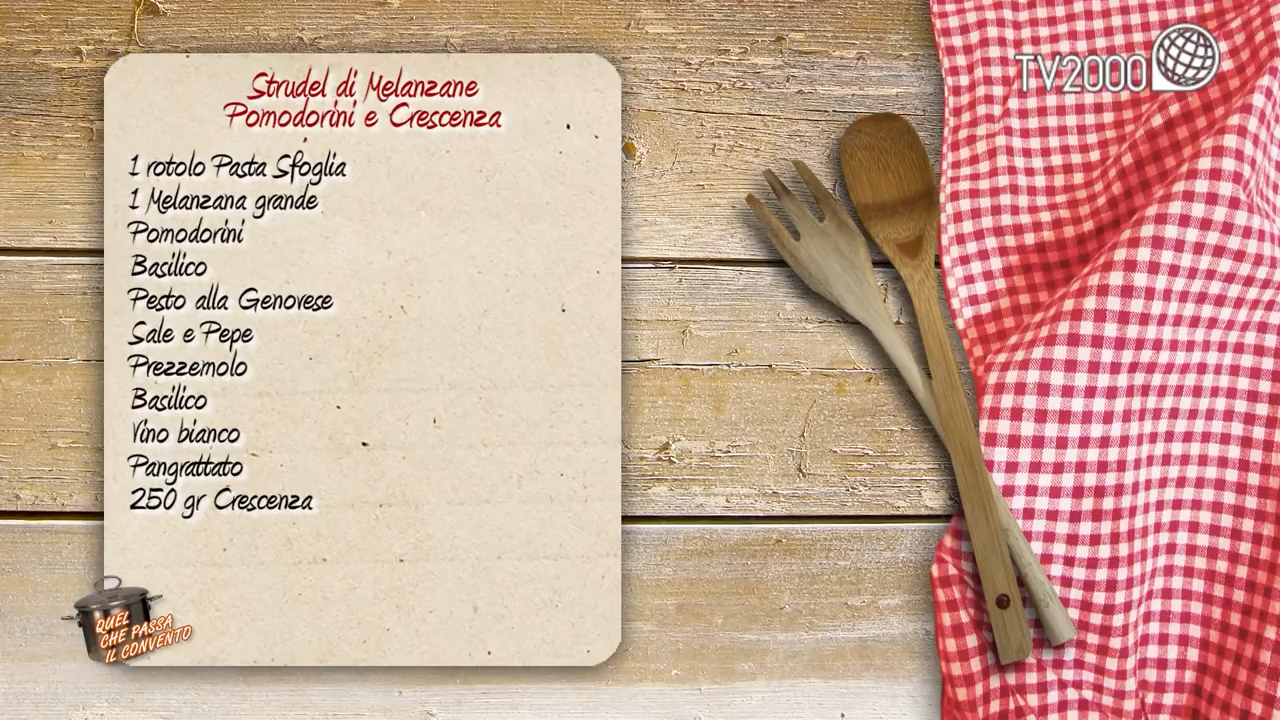 TV2000
Strudel di Melanzane
Pomodorini e Crescenza
1 rotolo Pasta Sfoglia
1 Melanzana grande
Pomodorini
Basilico
Pesto alla Genovese
Sale e Pepe
Prezzemolo
Basilico
Vino bianco
Pangrattato
250 gr Crescenza
QUEL
CHE PASSA
IL CONVENTO